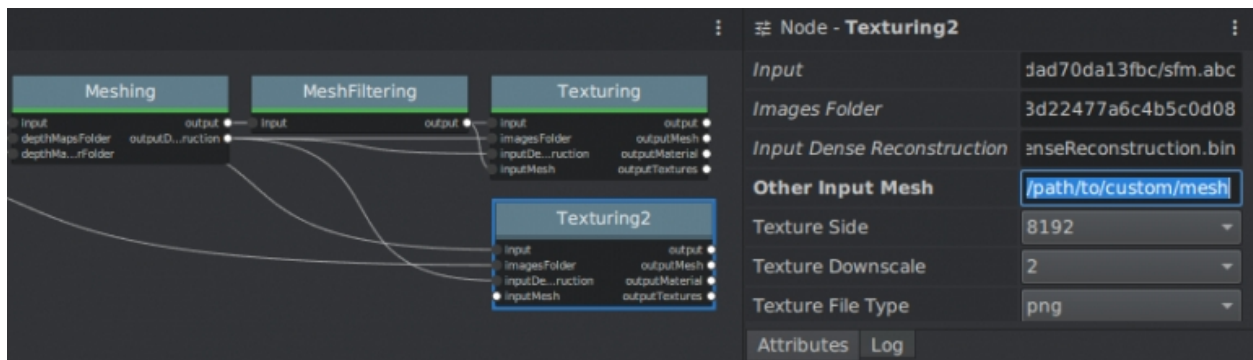 Meshing
Input
depthMapsFolder
depthMa...rFolder
output
outputD...ruction
MeshFiltering
Input
output
Texturing
Input
imagesFolder
inputDe...ruction
inputMesh
output
outputMesh
outputMaterial
outputTextures
Texturing2
Input
imagesFolder
inputDe...ruction
inputMesh
output
outputMesh
outputMaterial
outputTextures
Node - Texturing2
Input dad70da13fbc/sfm.abc
Images Folder 3d22477a6c4b5c0d08
Input Dense Reconstruction enseReconstruction.bin
Other Input Mesh /path/to/custom/mesh
Texture Side 8192
Texture Downscale 2
Texture File Type png
Attributes Log